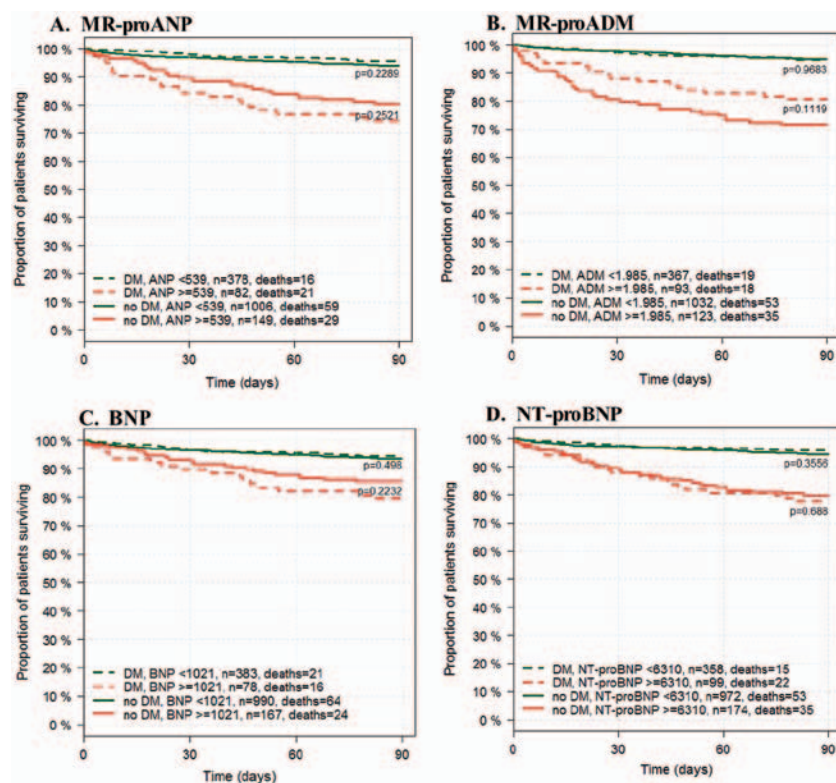 A. MR-proANP
Proportion of patients surviving
100 %
90 %
80 %
70 %
60 %
50 %
40 %
30 %
20 %
10 %
0 %
p=0.2289
p=0.2521
DM, ANP <539, n=378, deaths=16
DM, ANP >=539, n=82, deaths=21
no DM, ANP <539, n=1006, deaths=59
no DM, ANP >=539, n=149, deaths=29
0 30 60 90
Time (days)
B. MR-proADM
Proportion of patients surviving
100 %
90 %
80 %
70 %
60 %
50 %
40 %
30 %
20 %
10 %
0 %
p=0.9683
p=0.1119
DM, ADM <1.985, n=367, deaths=19
DM, ADM >=1.985, n=93, deaths=18
no DM, ADM <1.985, n=1032, deaths=53
no DM, ADM >=1.985, n=123, deaths=35
0 30 60 90
Time (days)
C. BNP
Proportion of patients surviving
100 %
90 %
80 %
70 %
60 %
50 %
40 %
30 %
20 %
10 %
0 %
p=0.498
p=0.2232
DM, BNP <1021, n=383, deaths=21
DM, BNP >=1021, n=78, deaths=16
no DM, BNP <1021, n=990, deaths=64
no DM, BNP >=1021, n=167, deaths=24
0 30 60 90
Time (days)
D. NT-proBNP
Proportion of patients surviving
100 %
90 %
80 %
70 %
60 %
50 %
40 %
30 %
20 %
10 %
0 %
p=0.3556
p=0.688
DM, NT-proBNP <6310, n=358, deaths=15
DM, NT-proBNP >=6310, n=99, deaths=22
no DM, NT-proBNP <6310, n=972, deaths=53
no DM, NT-proBNP >=6310, n=174, deaths=35
0 30 60 90
Time (days)